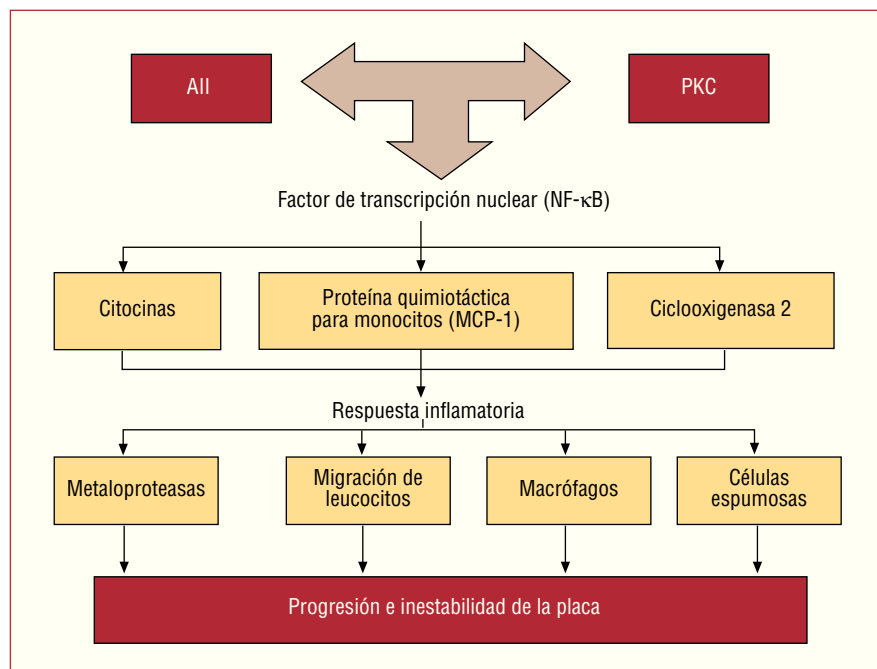 AII
PKC
Factor de transcripción nuclear (NF-κB)
Citocinas
Proteína quimiotáctica
para monocitos (MCP-1)
Ciclooxigenasa 2
Respuesta inflamatoria
Metaloproteasas
Migración de
leucocitos
Macrófagos
Células
espumosas
Progresión e inestabilidad de la placa